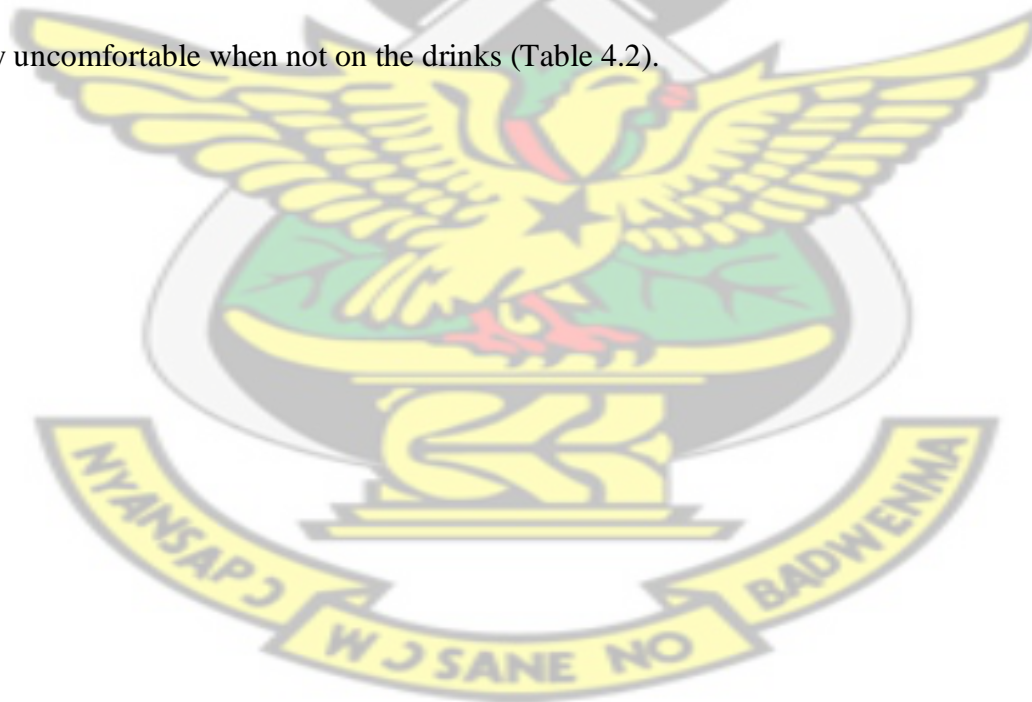 y uncomfortable when not on the drinks (Table 4.2).
NYANSAPƆ WƆSANE NO BADWENMA